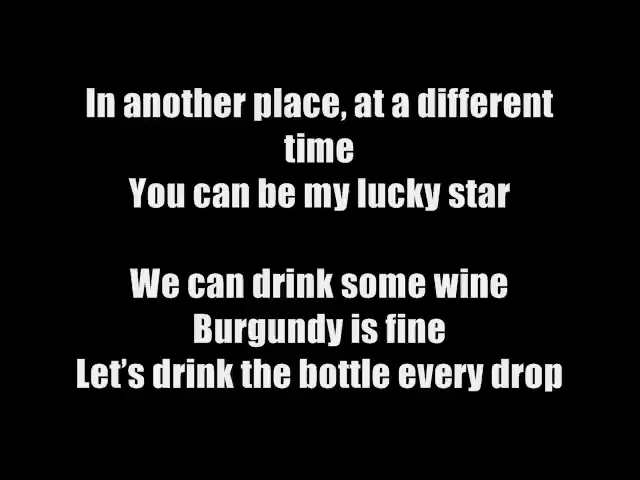 In another place, at a different
time
You can be my lucky star
We can drink some wine
Burgundy is fine
Let’s drink the bottle every drop